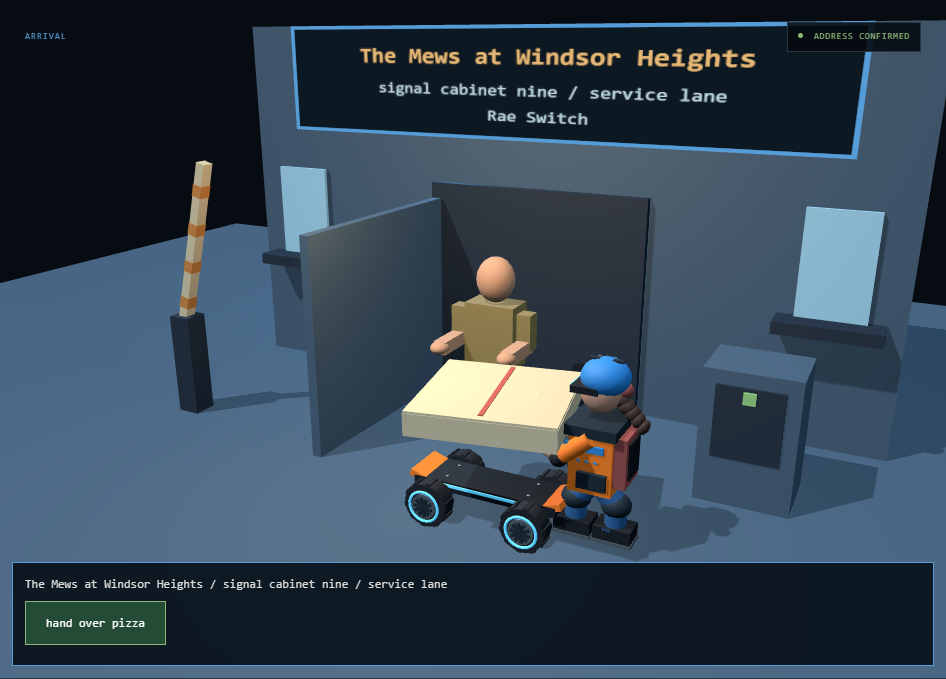 ARRIVAL
ADDRESS CONFIRMED
The Mews at Windsor Heights
signal cabinet nine / service lane
Rae Switch
The Mews at Windsor Heights / signal cabinet nine / service lane
hand over pizza